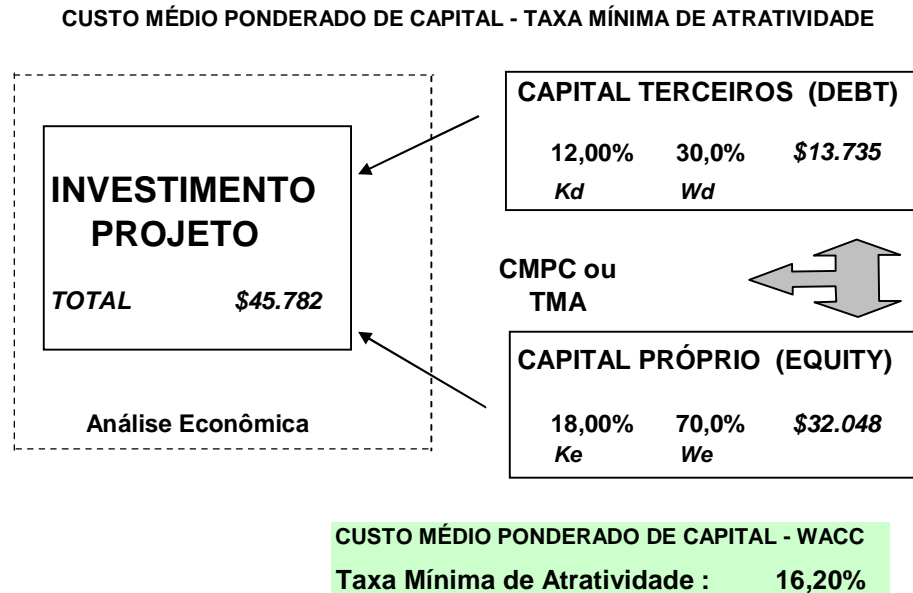 CUSTO MÉDIO PONDERADO DE CAPITAL - TAXA MÍNIMA DE ATRATIVIDADE
INVESTIMENTO
PROJETO
TOTAL $45.782
Análise Econômica
CAPITAL TERCEIROS (DEBT)
12,00% 30,0% $13.735
Kd Wd
CMPC ou
TMA
CAPITAL PRÓPRIO (EQUITY)
18,00% 70,0% $32.048
Ke We
CUSTO MÉDIO PONDERADO DE CAPITAL - WACC
Taxa Mínima de Atratividade : 16,20%